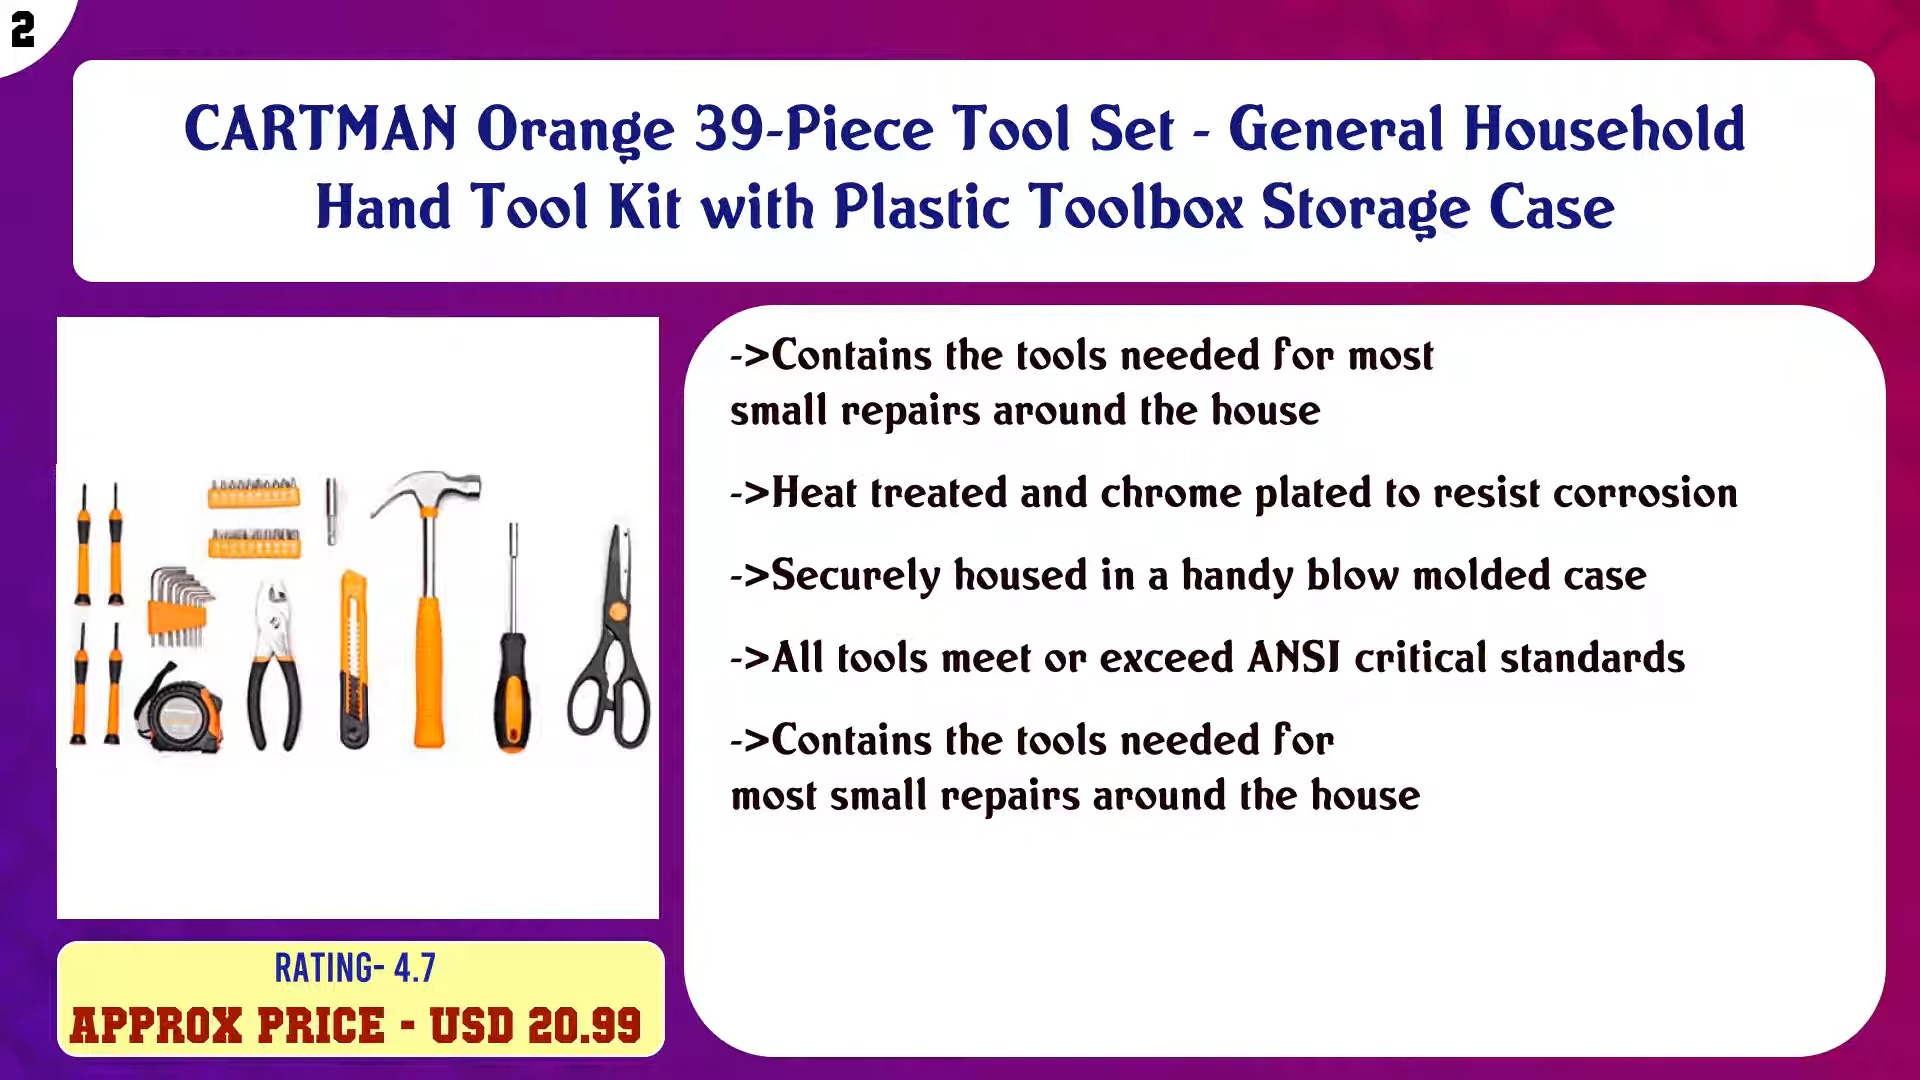 2
CARTMAN Orange 39-Piece Tool Set - General Household
Hand Tool Kit with Plastic Toolbox Storage Case
->Contains the tools needed for most
small repairs around the house
->Heat treated and chrome plated to resist corrosion
->Securely housed in a handy blow molded case
->All tools meet or exceed ANSI critical standards
->Contains the tools needed for
most small repairs around the house
RATING- 4.7
APPROX PRICE - USD 20.99